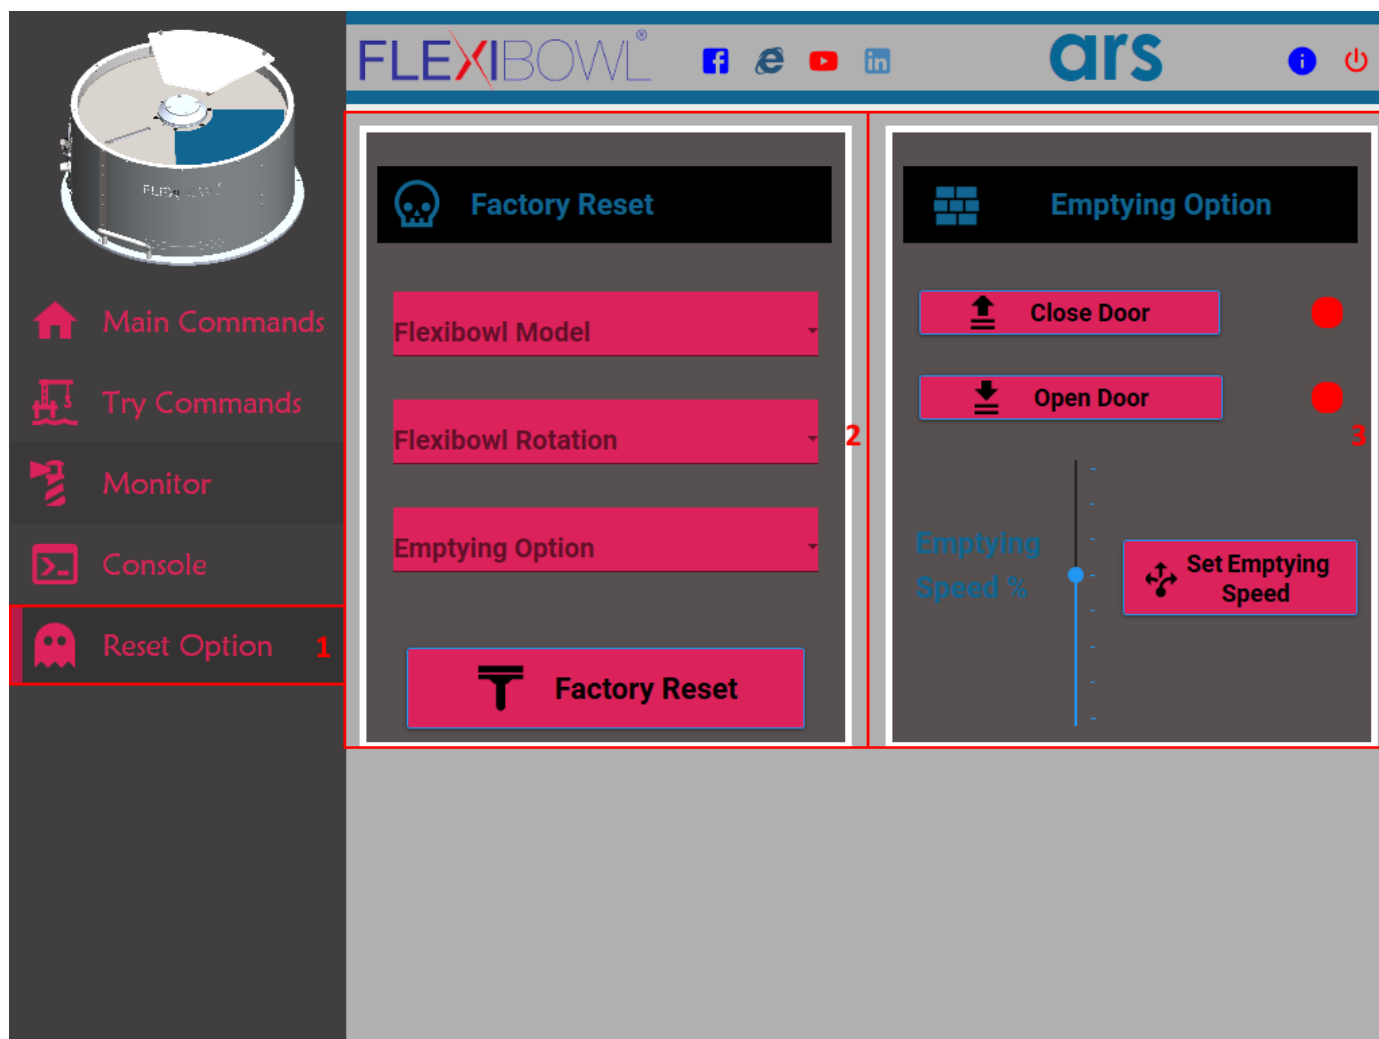 FLEXIBOWL®
ars
Main Commands
Try Commands
Monitor
Console
Reset Option 1
Factory Reset
Flexibowl Model
Flexibowl Rotation
Emptying Option
Factory Reset
2
Emptying Option
Close Door
Open Door
3
Emptying
Speed %
Set Emptying
Speed